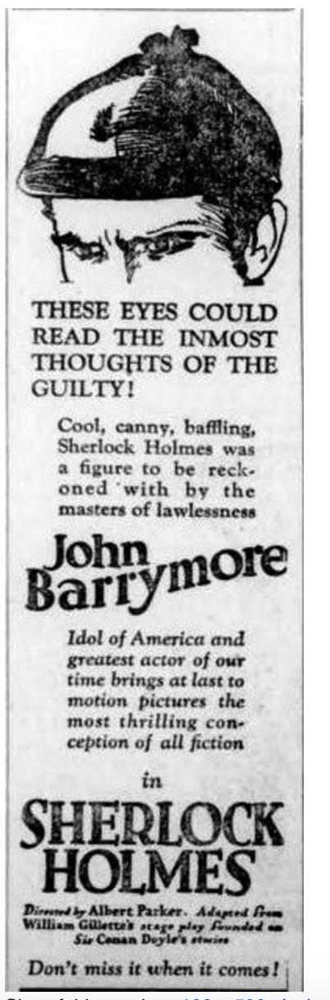 THESE EYES COULD
READ THE INMOST
THOUGHTS OF THE
GUILTY!
Cool, canny, baffling,
Sherlock Holmes was
a figure to be reck-
oned with by the
masters of lawlessness
John
Barrymore
Idol of America and
greatest actor of our
time brings at last to
motion pictures the
most thrilling con-
ception of all fiction
in
SHERLOCK
HOLMES
Directed by Albert Parker. Adapted from
William Gillette's stage play founded on
Sir Conan Doyle's stories
Don't miss it when it comes!